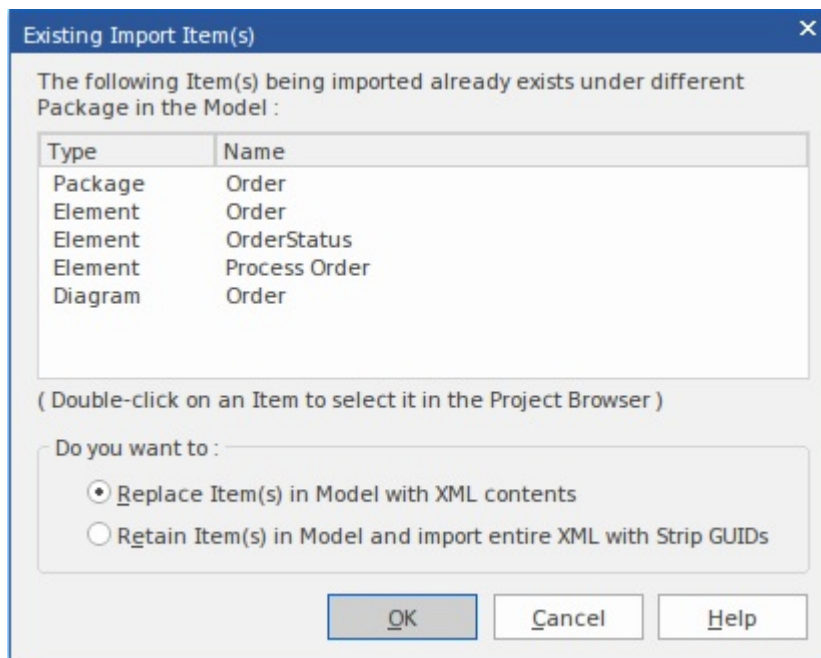 Existing Import Item(s)
The following Item(s) being imported already exists under different
Package in the Model :
Type Name
Package Order
Element Order
Element OrderStatus
Element Process Order
Diagram Order
( Double-click on an Item to select it in the Project Browser )
Do you want to :
Replace Item(s) in Model with XML contents
Retain Item(s) in Model and import entire XML with Strip GUIDs
OK Cancel Help